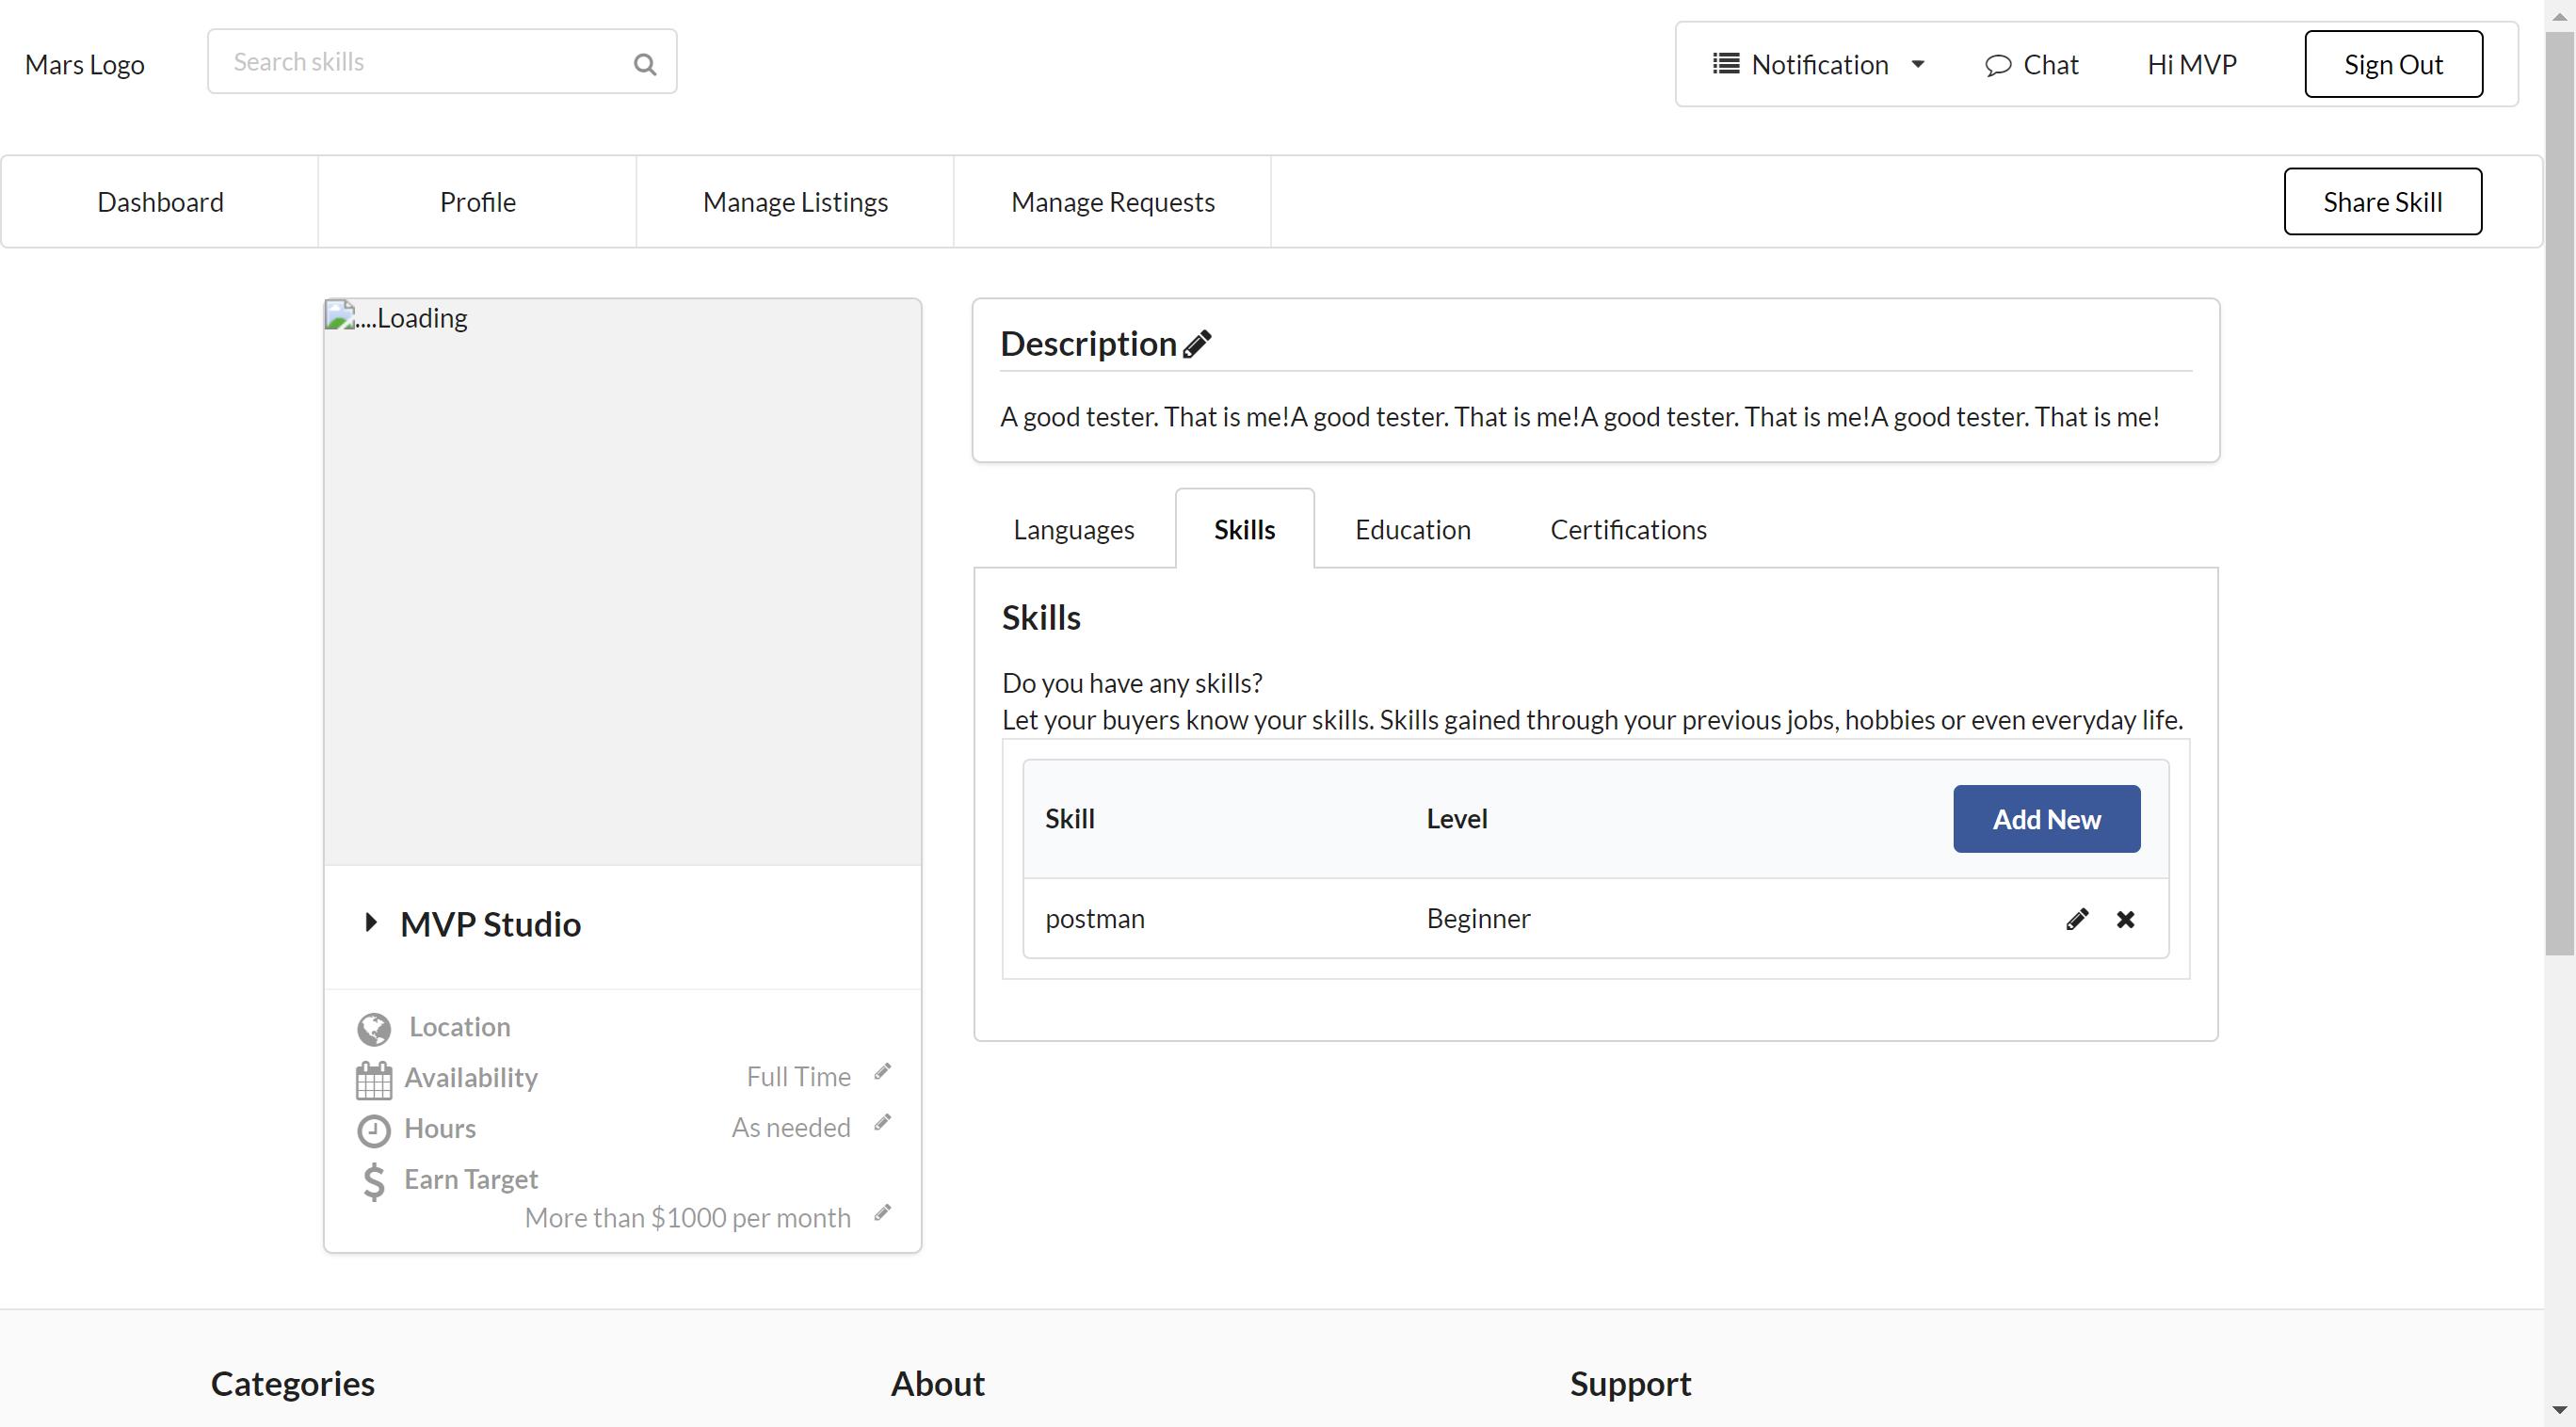 Mars Logo
Search skills
Notification
Chat
Hi MVP
Sign Out
Dashboard
Profile
Manage Listings
Manage Requests
Share Skill
....Loading
MVP Studio
Location
Availability
Full Time
Hours
As needed
Earn Target
More than $1000 per month
Description
A good tester. That is me!A good tester. That is me!A good tester. That is me!A good tester. That is me!
Languages
Skills
Education
Certifications
Skills
Do you have any skills?
Let your buyers know your skills. Skills gained through your previous jobs, hobbies or even everyday life.
Skill
Level
Add New
postman
Beginner
Categories
About
Support